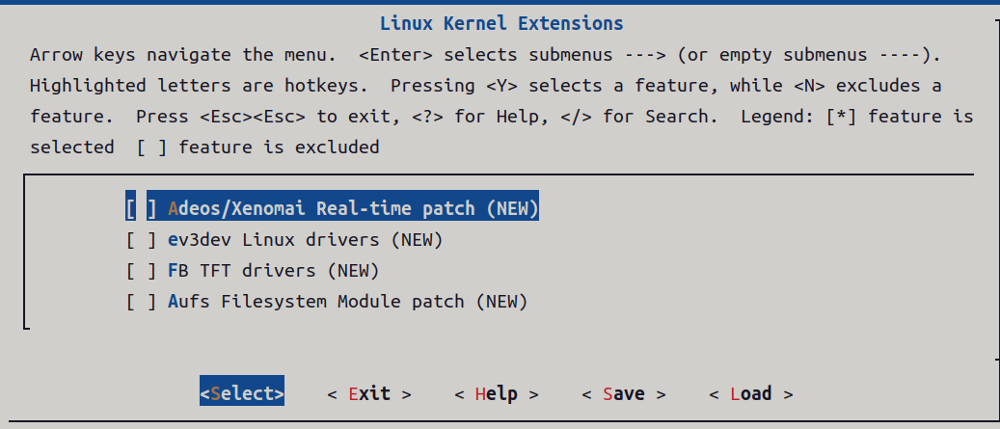 Linux Kernel Extensions
Arrow keys navigate the menu.  <Enter> selects submenus ---> (or empty submenus ----).
Highlighted letters are hotkeys.  Pressing <Y> selects a feature, while <N> excludes a
feature.  Press <Esc><Esc> to exit, <?> for Help, </> for Search.  Legend: [*] feature is
selected  [ ] feature is excluded
[ ] Adeos/Xenomai Real-time patch (NEW)
[ ] ev3dev Linux drivers (NEW)
[ ] FB TFT drivers (NEW)
[ ] Aufs Filesystem Module patch (NEW)
<Select>    < Exit >    < Help >    < Save >    < Load >